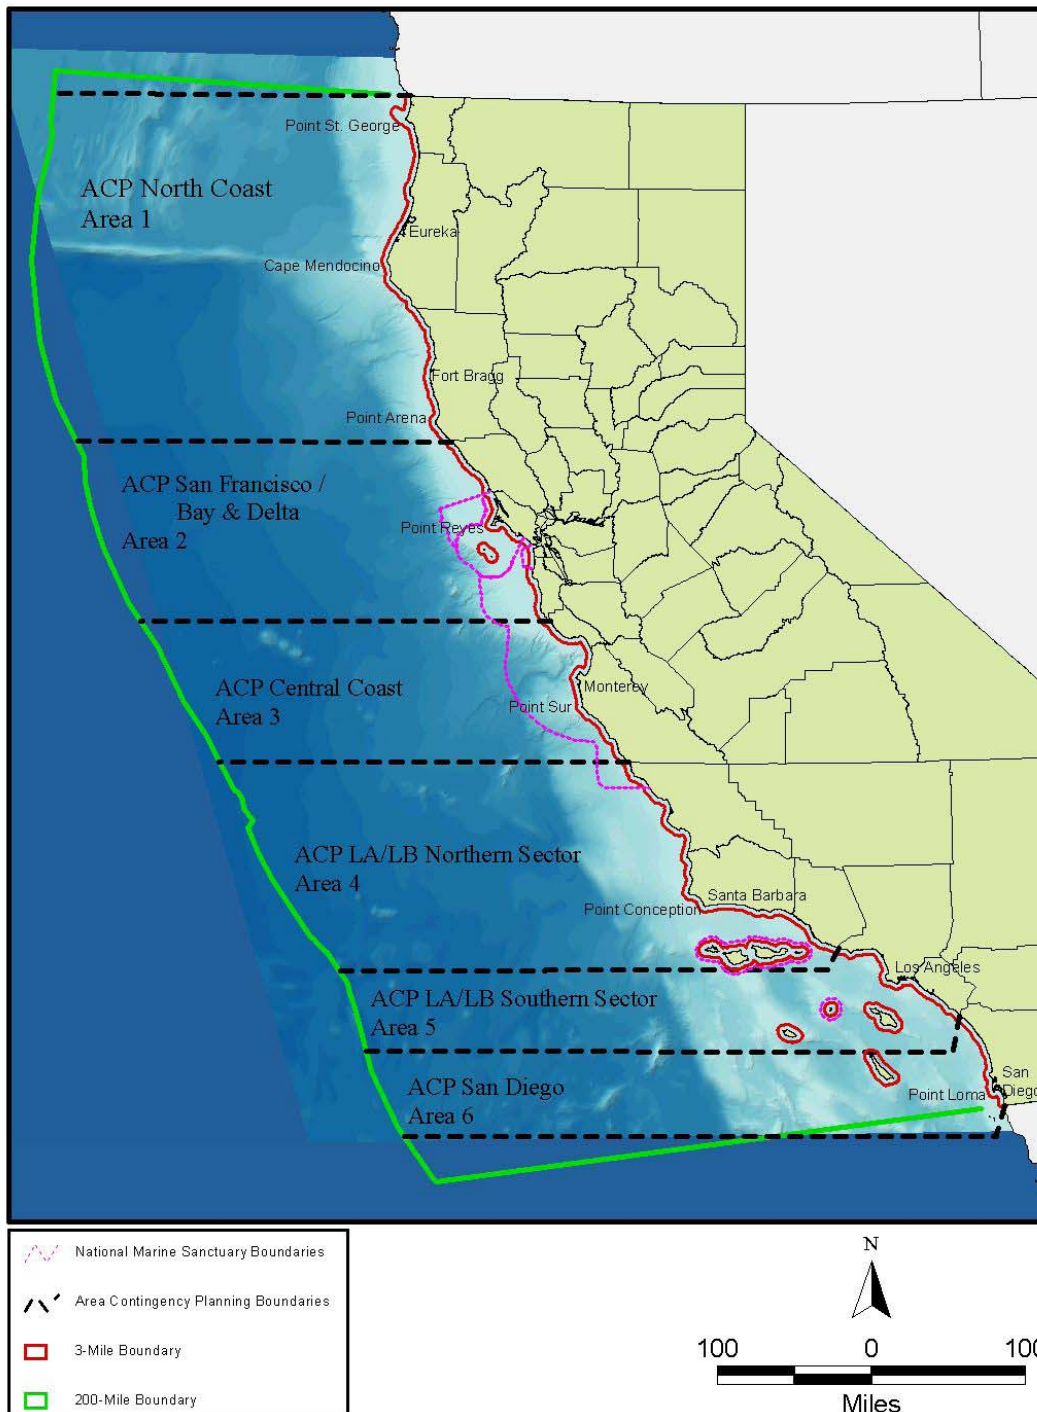 Point St. George
ACP North Coast
Area 1
Eureka
Cape Mendocino
Fort Bragg
Point Arena
ACP San Francisco /
Bay & Delta
Area 2
Point Reyes
ACP Central Coast
Area 3
Monterey
Point Sur
ACP LA/LB Northern Sector
Area 4
Santa Barbara
Point Conception
Los Angeles
ACP LA/LB Southern Sector
Area 5
ACP San Diego
Area 6
San
Diego
Point Loma
National Marine Sanctuary Boundaries
Area Contingency Planning Boundaries
3-Mile Boundary
200-Mile Boundary
N
100 0 100
Miles